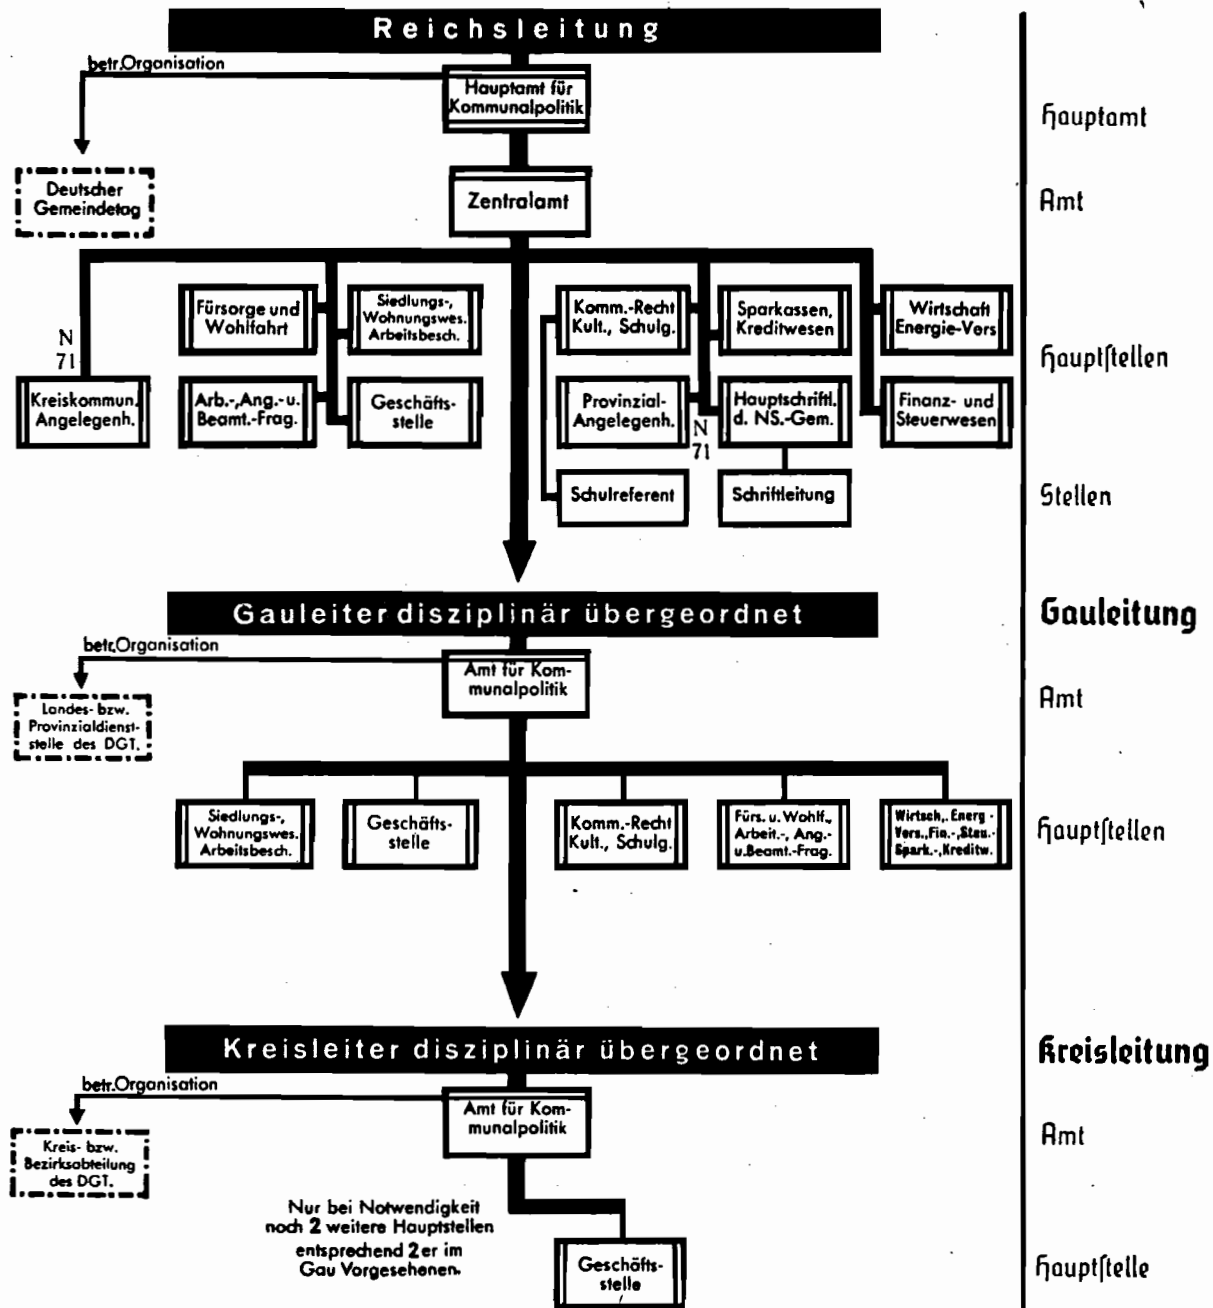 Reichsleitung
betr.Organisation
Hauptamt für
Kommunalpolitik
Hauptamt
Deutscher
Gemeindetag
Zentralamt
Amt
Fürsorge und
Wohlfahrt
Siedlungs-,
Wohnungswes.
Arbeitsbesch.
Komm.-Recht
Kult., Schulg.
Sparkassen,
Kreditwesen
Wirtschaft
Energie-Vers
N
71
Hauptstellen
Kreiskommun.
Angelegenh.
Arb.-,Ang.-u.
Beamt.-Frag.
Geschäfts-
stelle
Provinzial-
Angelegenh.
N
71
Hauptschriftl.
d. NS.-Gem.
Finanz- und
Steuerwesen
Schulreferent
Schriftleitung
Stellen
Gauleiter disziplinär übergeordnet
Gauleitung
betr.Organisation
Amt für Kom-
munalpolitik
Amt
Landes- bzw.
Provinzialdienst-
stelle des DGT.
Siedlungs-,
Wohnungswes.
Arbeitsbesch.
Geschäfts-
stelle
Komm.-Recht
Kult., Schulg.
Fürs. u. Wohlf.,
Arbeit.-, Ang.-
u.Beamt.-Frag.
Wirtsch,. Energ-
Vers.,Fin.-,Steu.-
Spark.-,Kreditw.
Hauptstellen
Kreisleiter disziplinär übergeordnet
Kreisleitung
betr.Organisation
Amt für Kom-
munalpolitik
Amt
Kreis- bzw.
Bezirksabteilung
des DGT.
Nur bei Notwendigkeit
noch 2 weitere Hauptstellen
entsprechend 2er im
Gau Vorgesehenen.
Geschäfts-
stelle
Hauptstelle